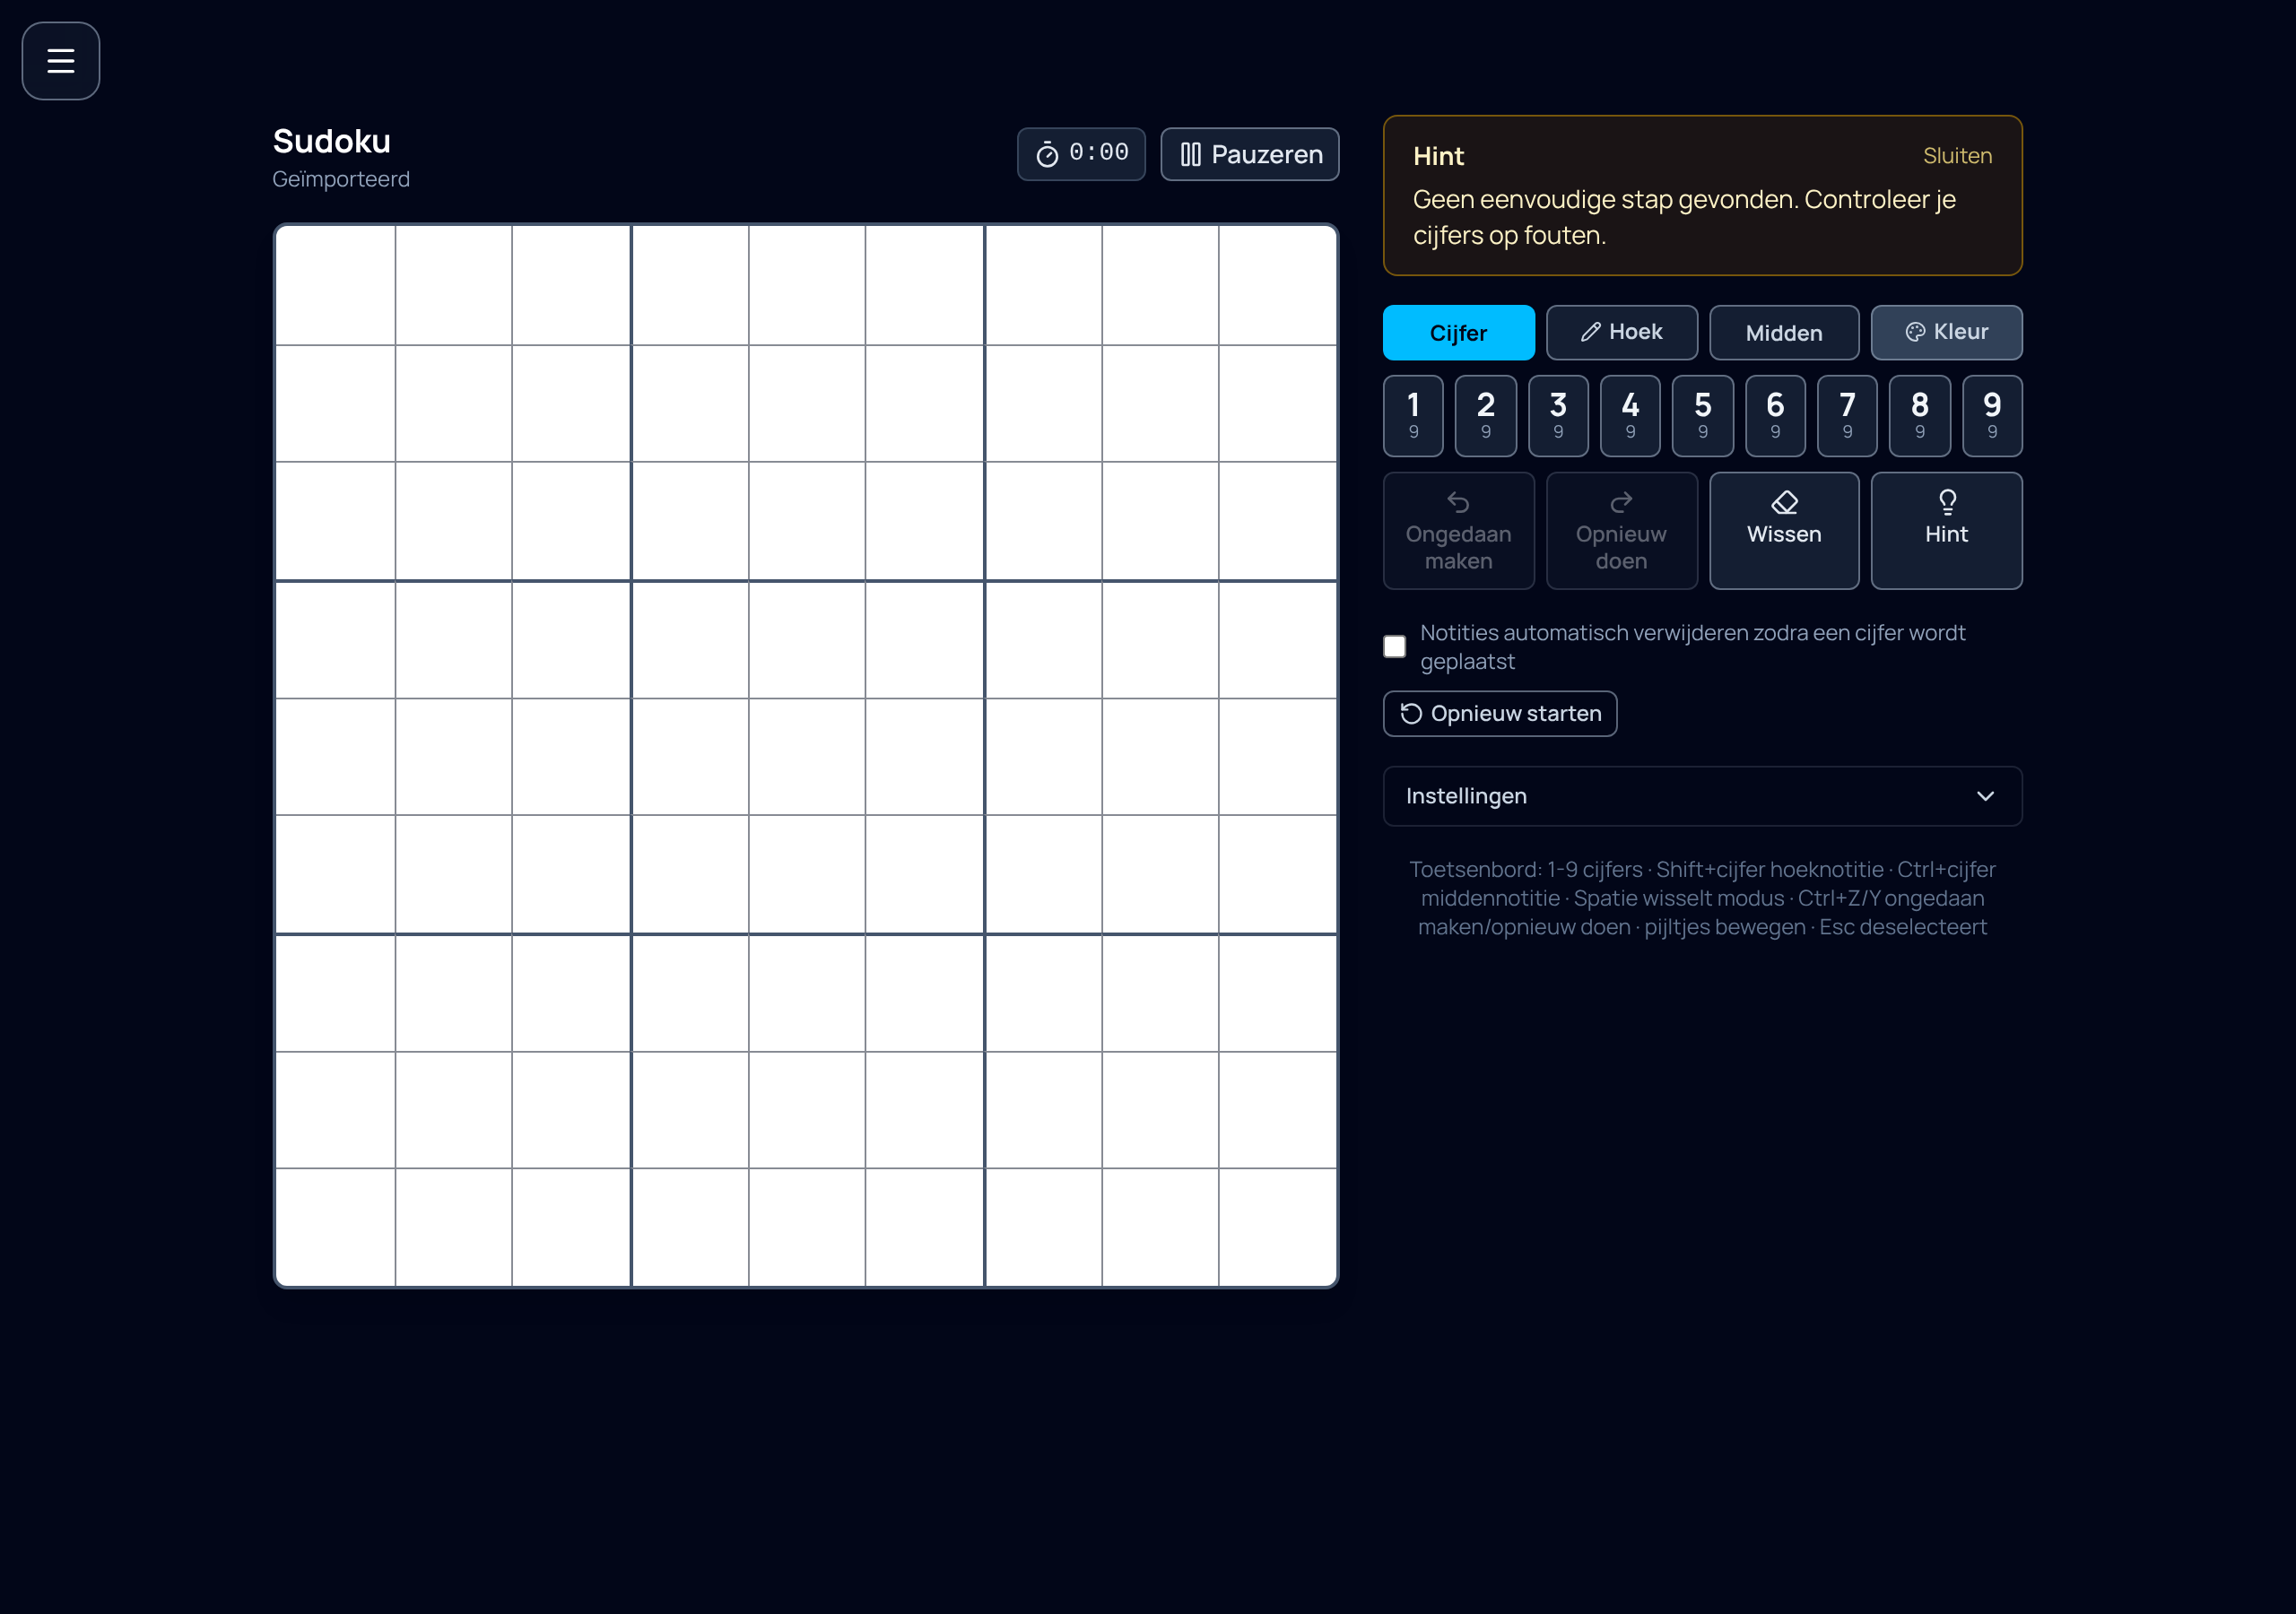 Sudoku
Geïmporteerd
0:00
Pauzeren
Hint
Sluiten
Geen eenvoudige stap gevonden. Controleer je
cijfers op fouten.
Cijfer
Hoek
Midden
Kleur
1 2 3 4 5 6 7 8 9
9 9 9 9 9 9 9 9 9
Ongedaan
maken
Opnieuw
doen
Wissen
Hint
Notities automatisch verwijderen zodra een cijfer wordt
geplaatst
Opnieuw starten
Instellingen
Toetsenbord: 1-9 cijfers · Shift+cijfer hoeknotitie · Ctrl+cijfer
middennotitie · Spatie wisselt modus · Ctrl+Z/Y ongedaan
maken/opnieuw doen · pijltjes bewegen · Esc deselecteert